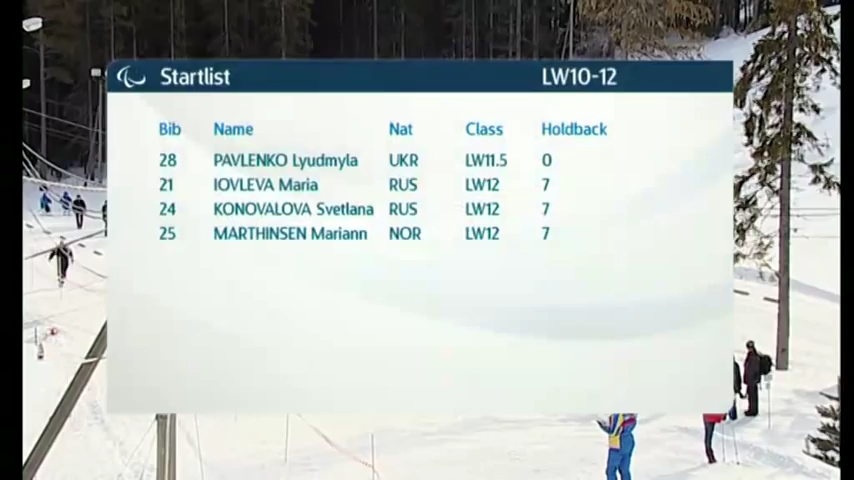 Startlist LW10-12
Bib Name Nat Class Holdback
28 PAVLENKO Lyudmyla UKR LW11.5 0
21 IOVLEVA Maria RUS LW12 7
24 KONOVALOVA Svetlana RUS LW12 7
25 MARTHINSEN Mariann NOR LW12 7